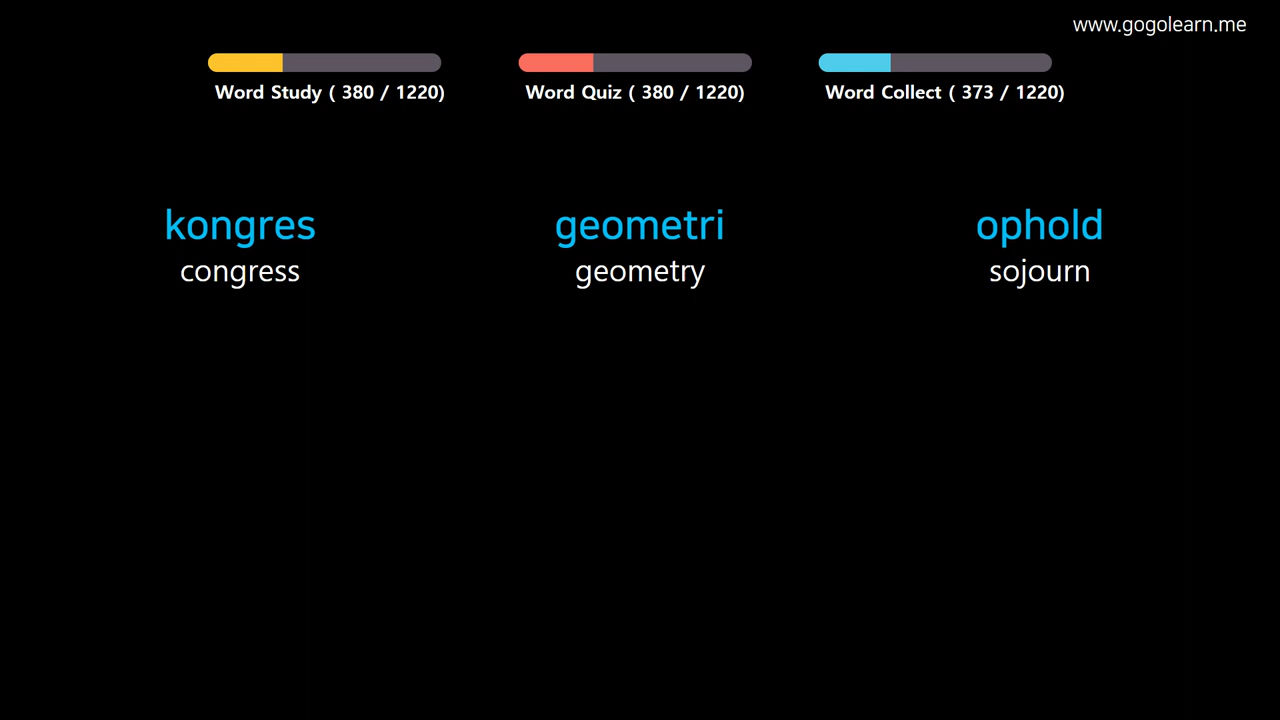 www.gogolearn.me
Word Study ( 380 / 1220)
Word Quiz ( 380 / 1220)
Word Collect ( 373 / 1220)
kongres
congress
geometri
geometry
ophold
sojourn